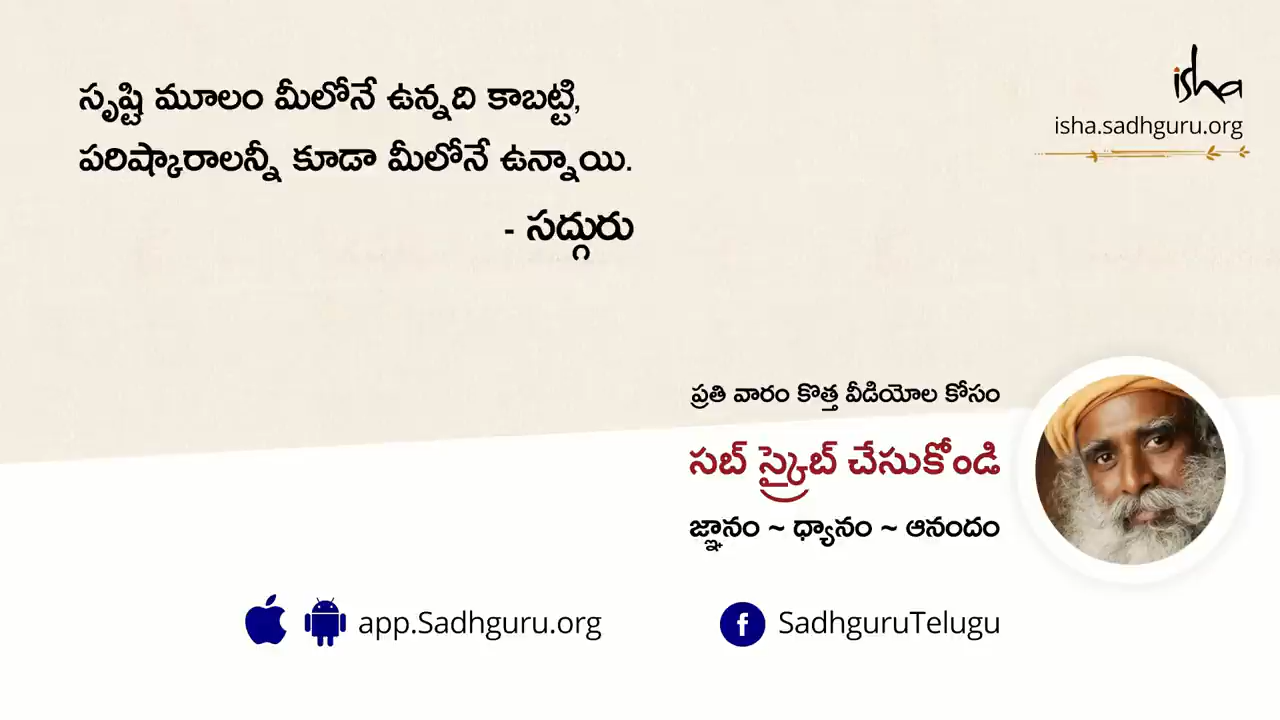 సృష్టి మూలం మీలోనే ఉన్నది కాబట్టి,
పరిష్కారాలన్నీ కూడా మీలోనే ఉన్నాయి.
- సద్గురు
isha
isha.sadhguru.org
ప్రతి వారం కొత్త వీడియోల కోసం
సబ్ స్క్రైబ్ చేసుకోండి
జ్ఞానం ~ ధ్యానం ~ ఆనందం
app.Sadhguru.org
SadhguruTelugu